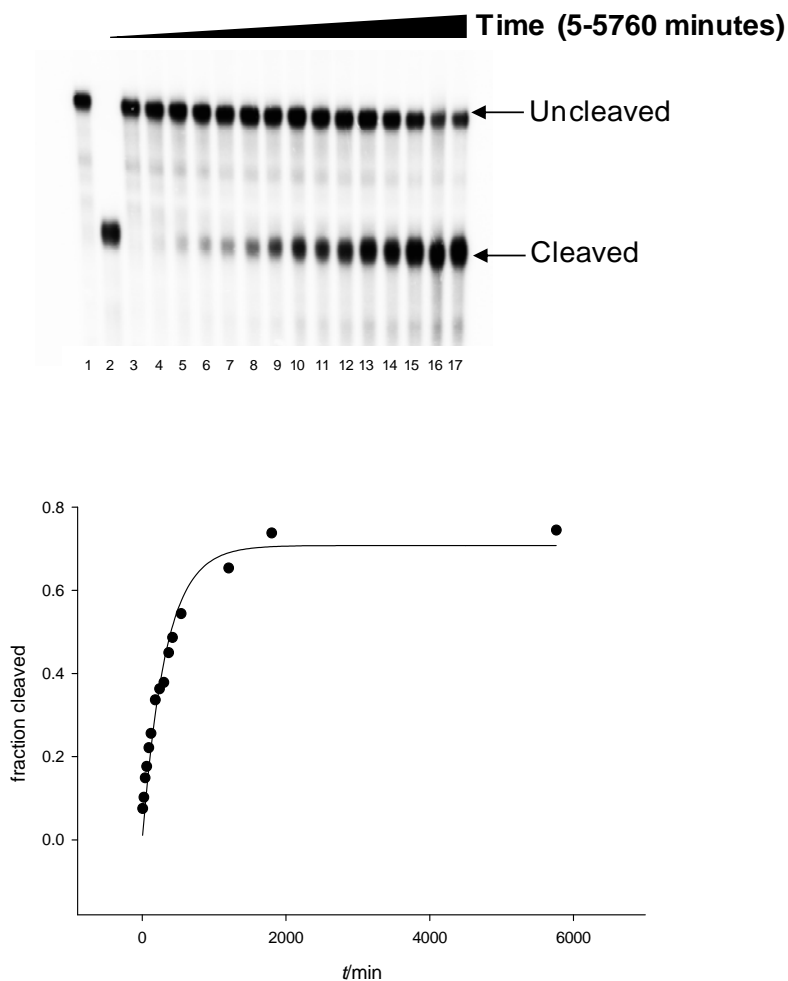 Time (5-5760 minutes)
Uncleaved
Cleaved
1 2 3 4 5 6 7 8 9 10 11 12 13 14 15 16 17
0.8
0.6
0.4
0.2
0.0
fraction cleaved
0 2000 4000 6000
t/min